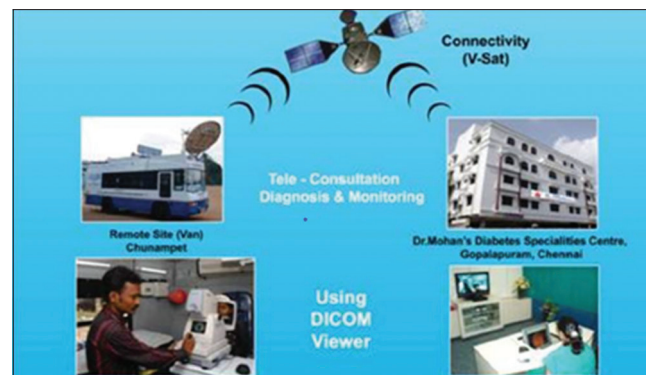 Connectivity
(V-Sat)
Tele - Consultation
Diagnosis & Monitoring
Remote Site (Van)
Chunampet
Dr.Mohan's Diabetes Specialities Centre,
Gopalapuram, Chennai
Using
DICOM
Viewer